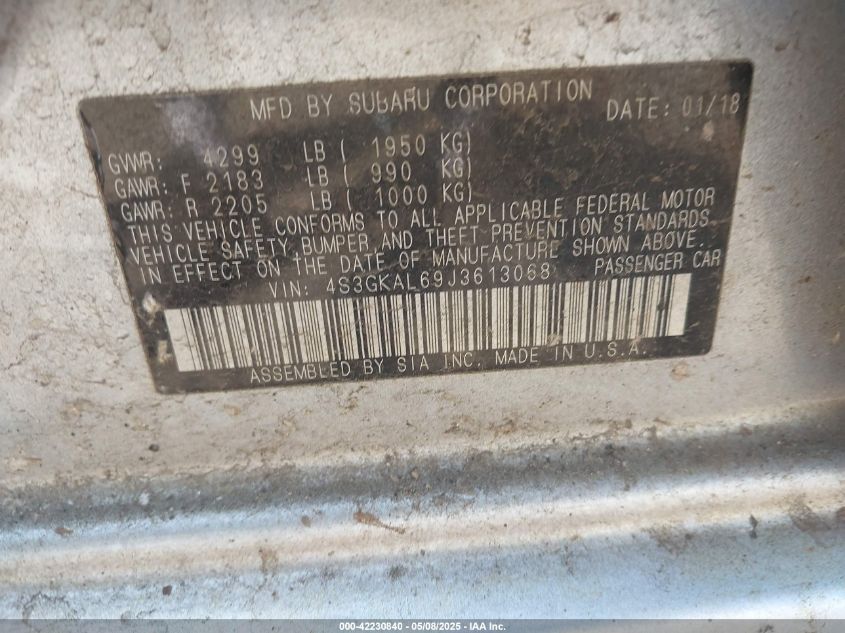 MFD BY SUBARU CORPORATION DATE: 01/18
GVWR: 4299 LB ( 1950 KG)
GAWR: F 2183 LB ( 990 KG)
GAWR: R 2205 LB ( 1000 KG)
THIS VEHICLE CONFORMS TO ALL APPLICABLE FEDERAL MOTOR
VEHICLE SAFETY, BUMPER, AND THEFT PREVENTION STANDARDS
IN EFFECT ON THE DATE OF MANUFACTURE SHOWN ABOVE.
VIN: 4S3GKAL69J3613068 PASSENGER CAR
ASSEMBLED BY SIA INC. MADE IN U.S.A.
000-42230840 - 05/08/2025 - IAA Inc.